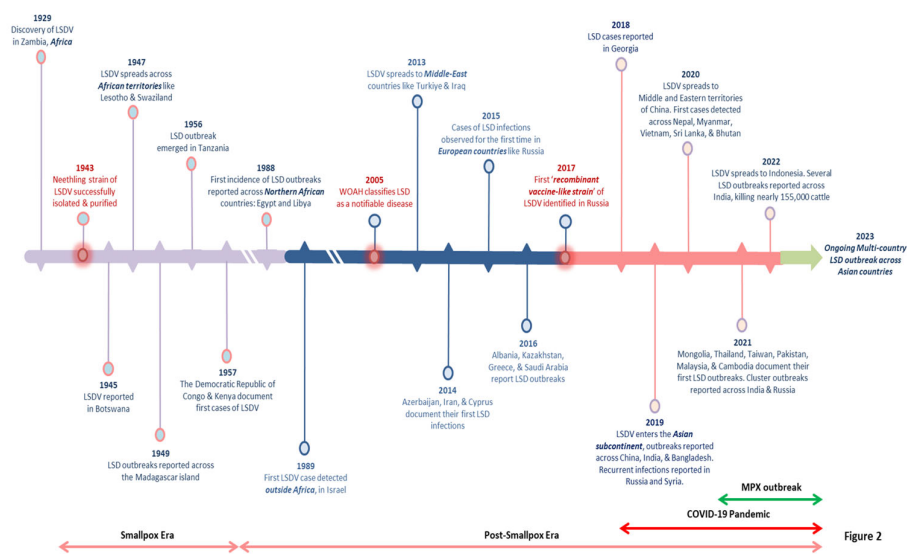 1929
Discovery of LSDV
in Zambia, Africa
1947
LSDV spreads across
African territories like
Lesotho & Swaziland
1956
LSD outbreak
emerged in Tanzania
1943
Neethling strain of
LSDV successfully
isolated & purified
1988
First incidence of LSD outbreaks
reported across Northern African
countries: Egypt and Libya
2005
WOAH classifies LSD
as a notifiable disease
2013
LSDV spreads to Middle-East
countries like Turkiye & Iraq
2015
Cases of LSD infections
observed for the first time in
European countries like Russia
2017
First ‘recombinant
vaccine-like strain’ of
LSDV identified in Russia
2018
LSD cases reported
in Georgia
2020
LSDV spreads to
Middle and Eastern territories
of China. First cases detected
across Nepal, Myanmar,
Vietnam, Sri Lanka, & Bhutan
2022
LSDV spreads to Indonesia. Several
LSD outbreaks reported across
India, killing nearly 155,000 cattle
2023
Ongoing Multi-country
LSD outbreak across
Asian countries
1945
LSDV reported
in Botswana
1949
LSD outbreaks reported across
the Madagascar island
1957
The Democratic Republic of
Congo & Kenya document
first cases of LSDV
1989
First LSDV case detected
outside Africa, in Israel
2014
Azerbaijan, Iran, & Cyprus
document their first LSD
infections
2016
Albania, Kazakhstan,
Greece, & Saudi Arabia
report LSD outbreaks
2019
LSDV enters the Asian
subcontinent, outbreaks reported
across China, India, & Bangladesh.
Recurrent infections reported in
Russia and Syria.
2021
Mongolia, Thailand, Taiwan, Pakistan,
Malaysia, & Cambodia document their
first LSD outbreaks. Cluster outbreaks
reported across India & Russia
MPX outbreak
COVID-19 Pandemic
Smallpox Era
Post-Smallpox Era
Figure 2